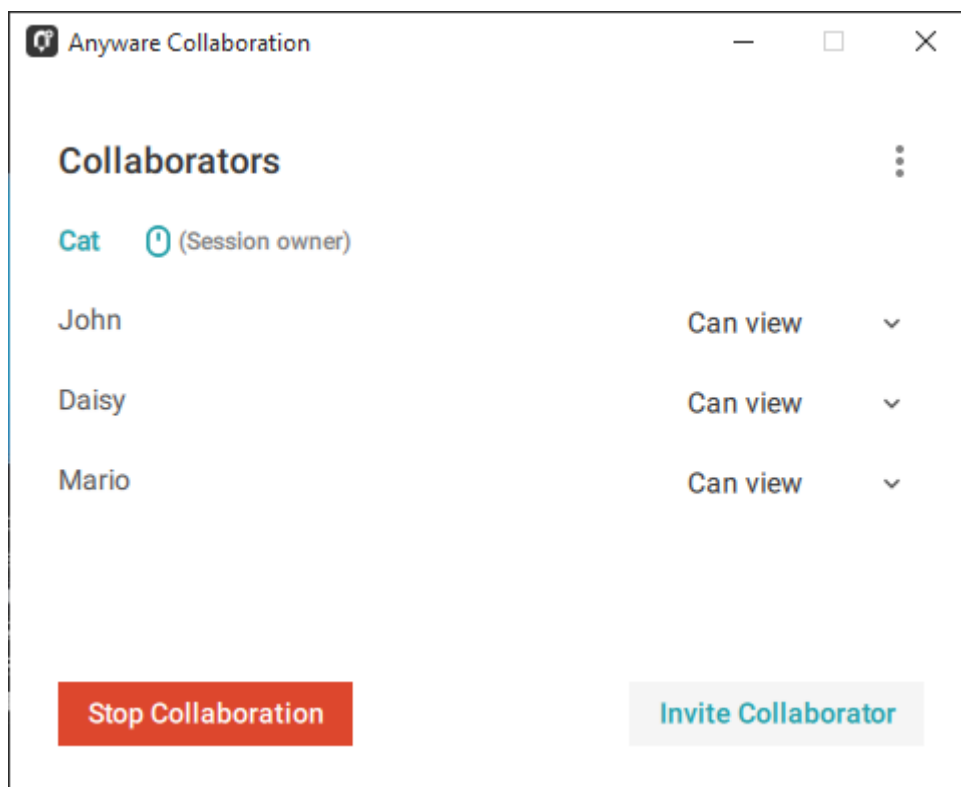 Anyware Collaboration
Collaborators
Cat (Session owner)
John Can view
Daisy Can view
Mario Can view
Stop Collaboration Invite Collaborator